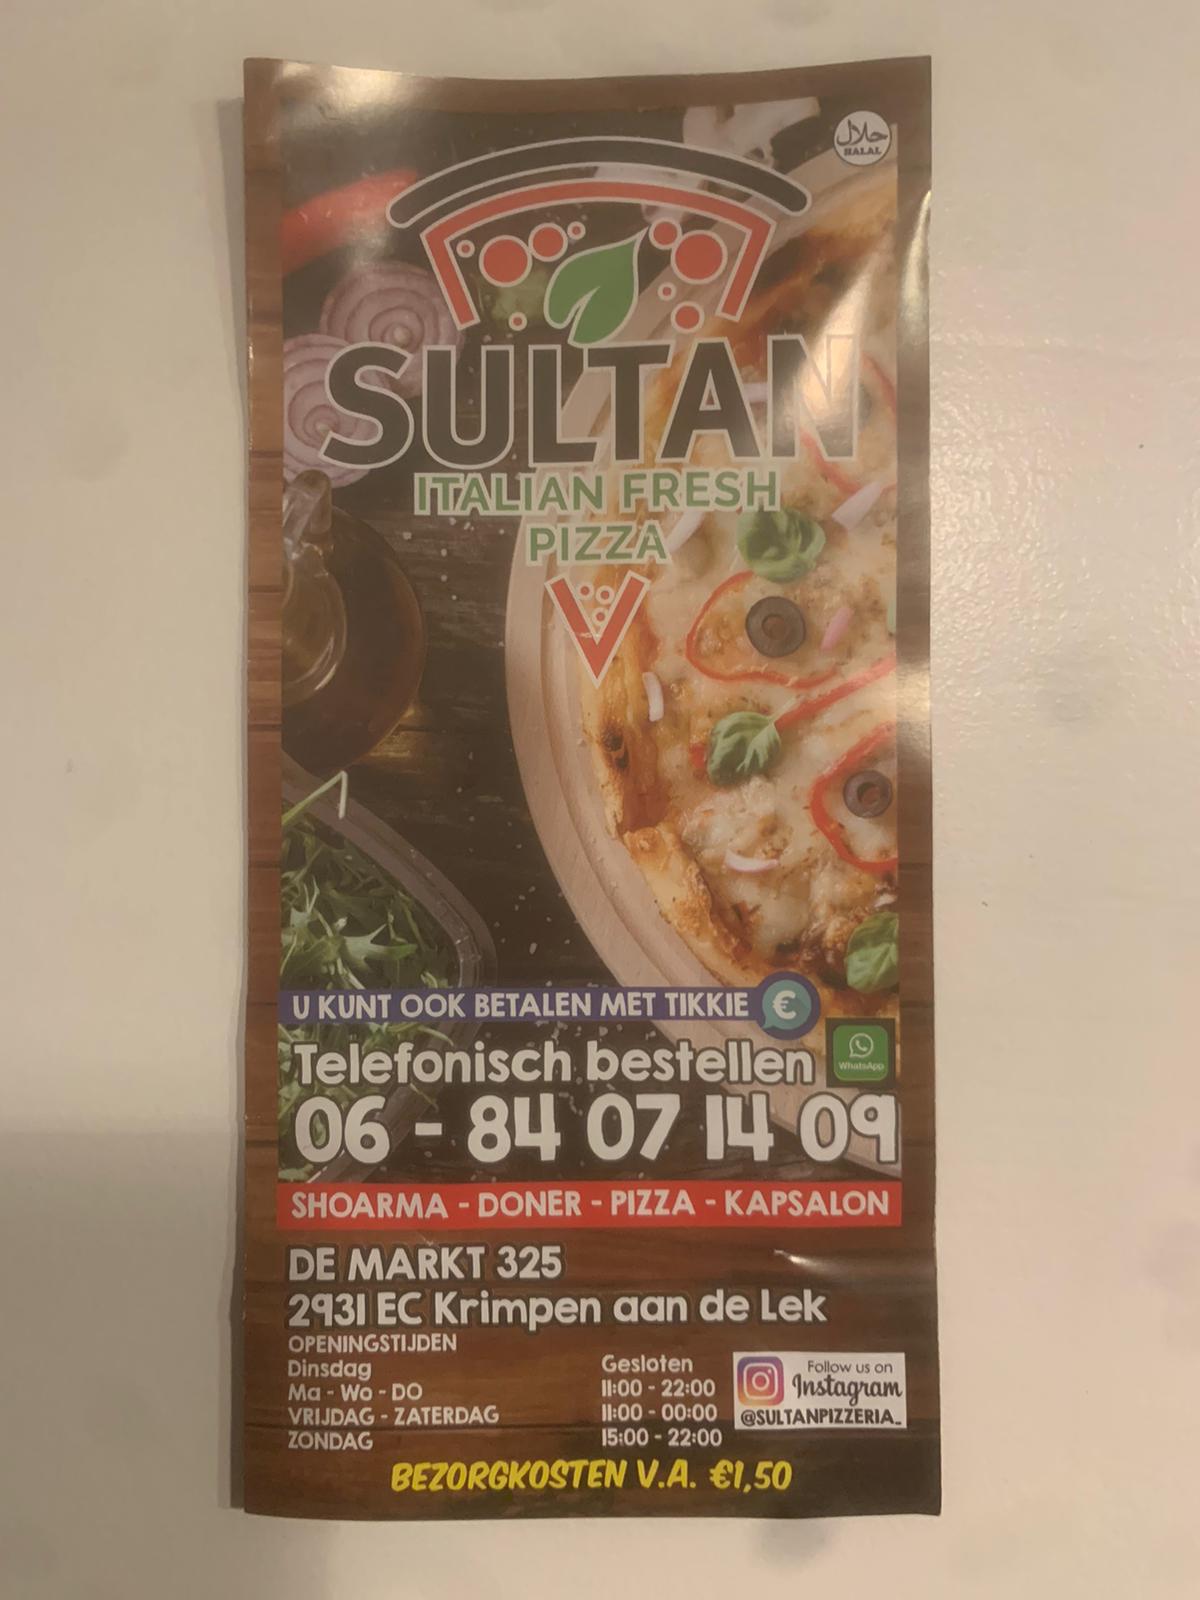 حلال
HALAL
SULTAN
ITALIAN FRESH
PIZZA
U KUNT OOK BETALEN MET TIKKIE €
Telefonisch bestellen
WhatsApp
06 - 84 07 14 09
SHOARMA - DONER - PIZZA - KAPSALON
DE MARKT 325
2931 EC Krimpen aan de Lek
OPENINGSTIJDEN
Dinsdag Gesloten
Ma - Wo - DO 11:00 - 22:00
VRIJDAG - ZATERDAG 11:00 - 00:00
ZONDAG 15:00 - 22:00
Follow us on
Instagram
@SULTANPIZZERIA_
BEZORGKOSTEN V.A. €1,50